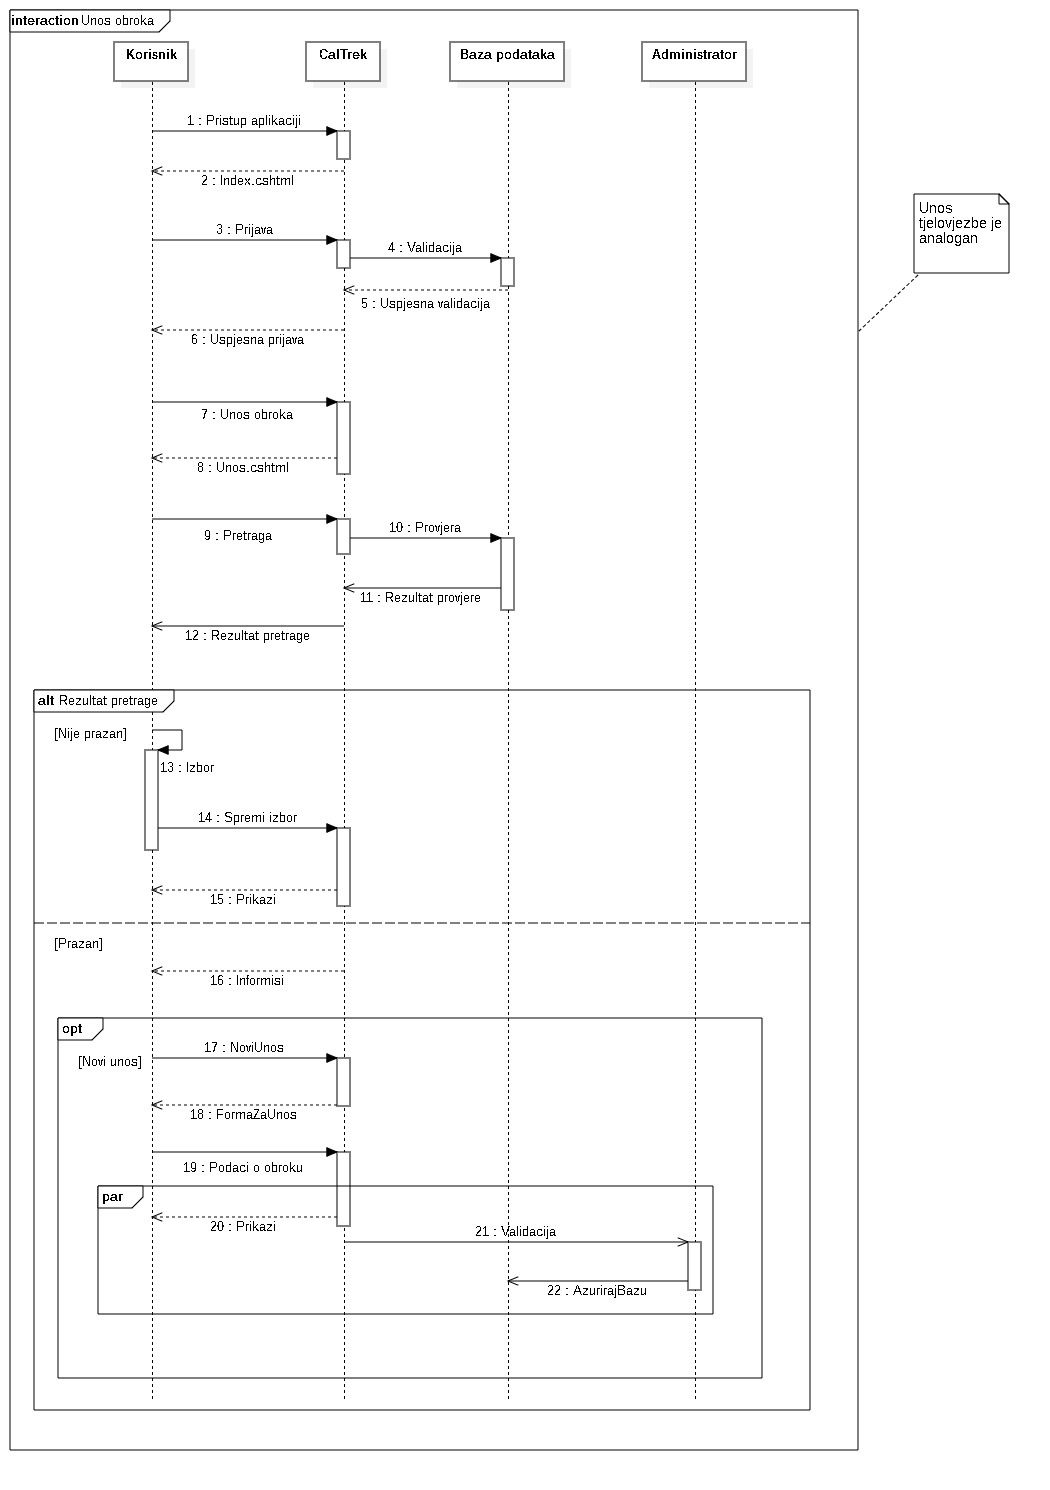 interaction Unos obroka
Korisnik
CalTrek
Baza podataka
Administrator
1 : Pristup aplikaciji
2 : Index.cshtml
Unos
tjelovjezbe je
analogan
3 : Prijava
4 : Validacija
5 : Uspjesna validacija
6 : Uspjesna prijava
7 : Unos obroka
8 : Unos.cshtml
9 : Pretraga
10 : Provjera
11 : Rezultat provjere
12 : Rezultat pretrage
alt Rezultat pretrage
[Nije prazan]
13 : Izbor
14 : Spremi izbor
15 : Prikazi
[Prazan]
16 : Informisi
opt
[Novi unos]
17 : NoviUnos
18 : FormaZaUnos
19 : Podaci o obroku
par
20 : Prikazi
21 : Validacija
22 : AzurirajBazu